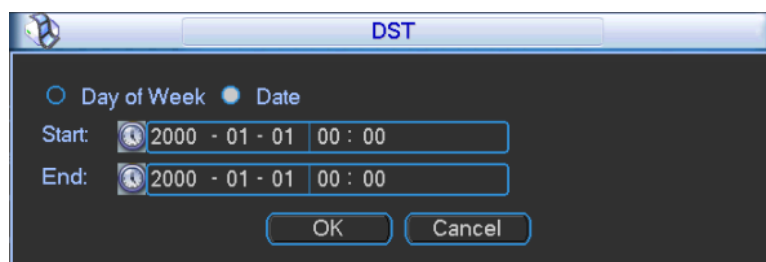 DST
Day of Week Date
Start: 2000 - 01 - 01 00 : 00
End: 2000 - 01 - 01 00 : 00
OK Cancel